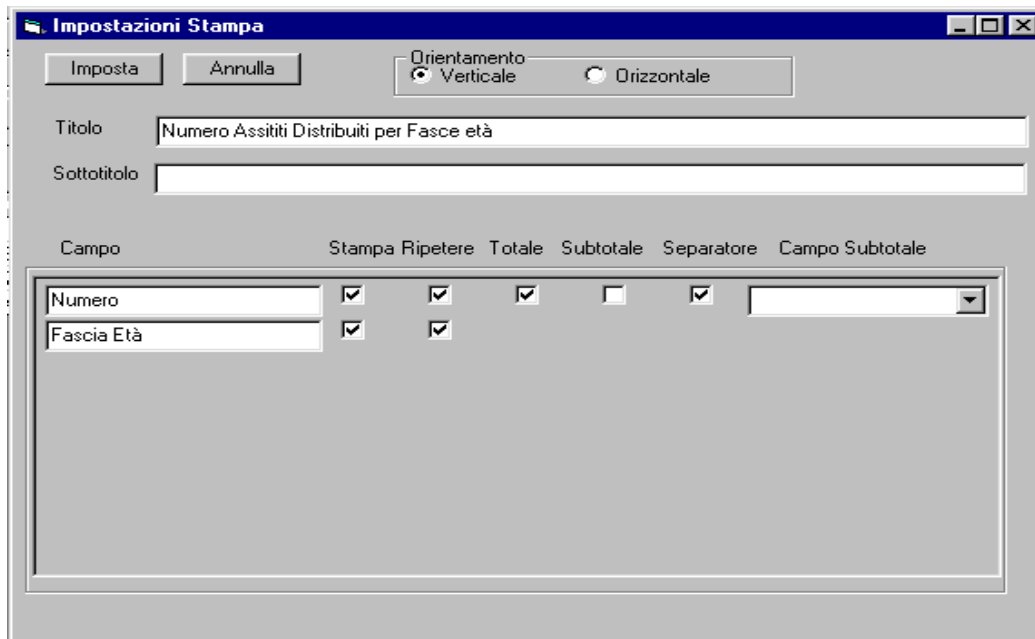 Impostazioni Stampa
Imposta Annulla Orientamento
Verticale Orizzontale
Titolo Numero Assititi Distribuiti per Fasce età
Sottotitolo
Campo Stampa Ripetere Totale Subtotale Separatore Campo Subtotale
Numero
Fascia Età